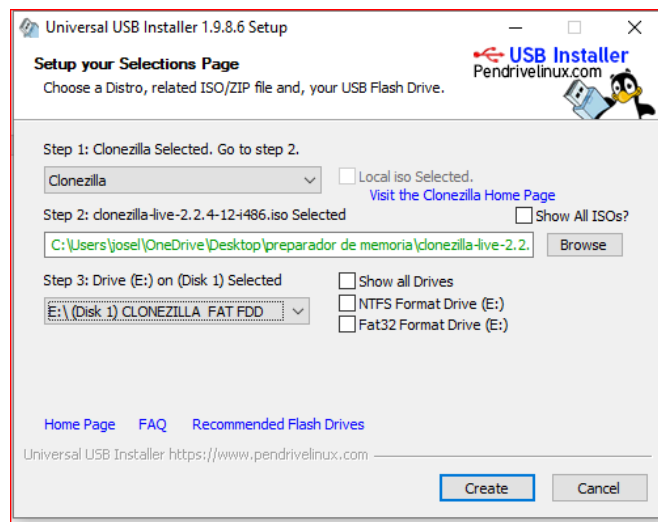 Universal USB Installer 1.9.8.6 Setup
Setup your Selections Page
Choose a Distro, related ISO/ZIP file and, your USB Flash Drive.
USB Installer
Pendrivelinux.com
Step 1: Clonezilla Selected. Go to step 2.
Clonezilla
Local iso Selected.
Visit the Clonezilla Home Page
Step 2: clonezilla-live-2.2.4-12-i486.iso Selected
Show All ISOs?
C:\Users\josel\OneDrive\Desktop\preparador de memoria\clonezilla-live-2.2.
Browse
Step 3: Drive (E:) on (Disk 1) Selected
Show all Drives
E:\ (Disk 1) CLONEZILLA FAT FDD
NTFS Format Drive (E:)
Fat32 Format Drive (E:)
Home Page FAQ Recommended Flash Drives
Universal USB Installer https://www.pendrivelinux.com
Create Cancel